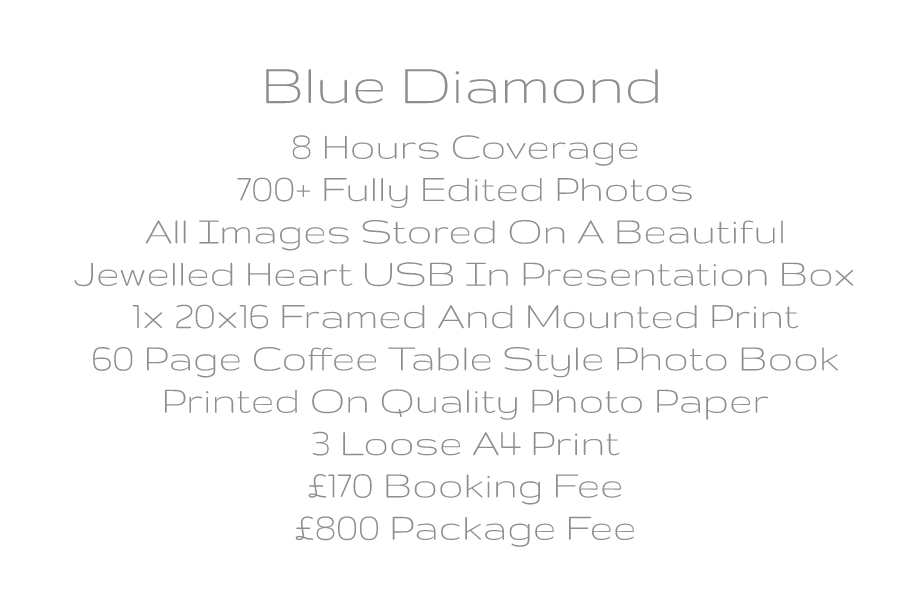 Blue Diamond
8 Hours Coverage
700+ Fully Edited Photos
All Images Stored On A Beautiful
Jewelled Heart USB In Presentation Box
1x 20x16 Framed And Mounted Print
60 Page Coffee Table Style Photo Book
Printed On Quality Photo Paper
3 Loose A4 Print
£170 Booking Fee
£800 Package Fee